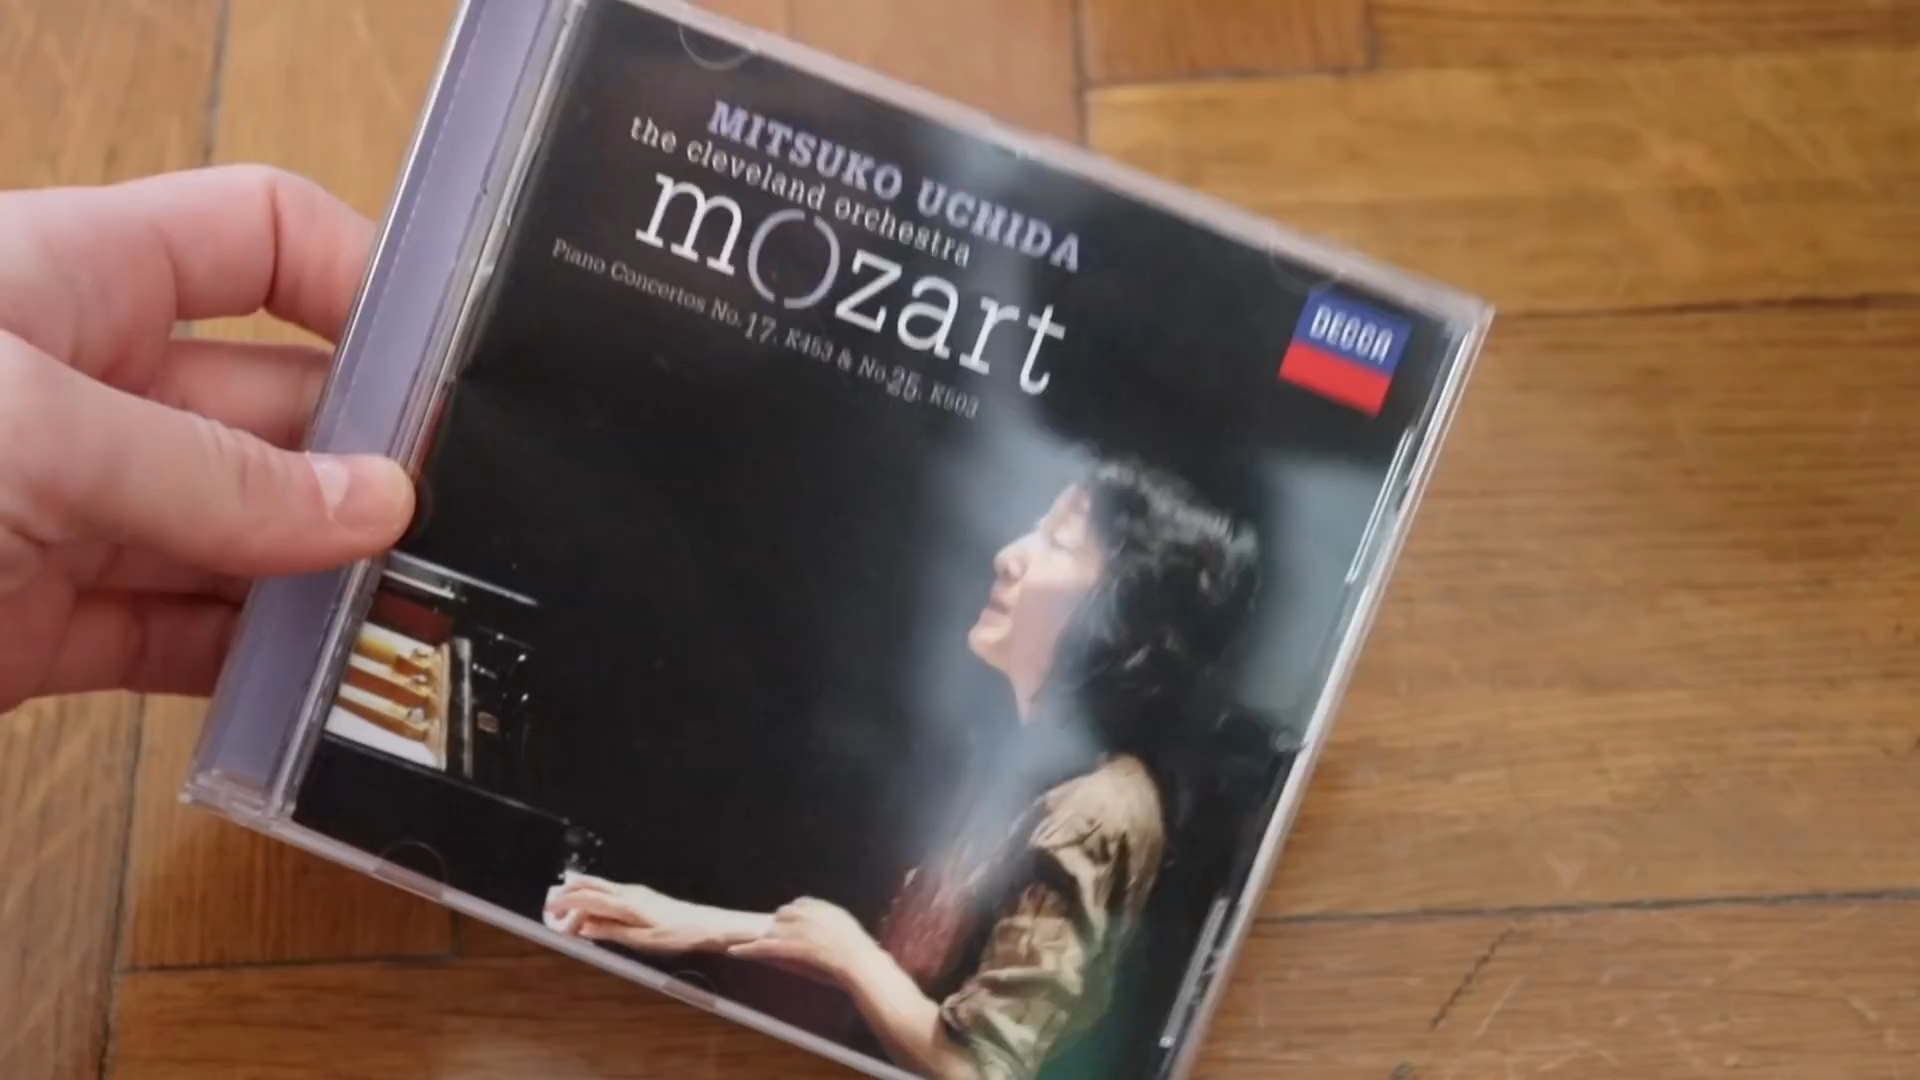 MITSUKO UCHIDA
the cleveland orchestra
mozart
Piano Concertos No.17. K453 & No.25. K503
DECCA